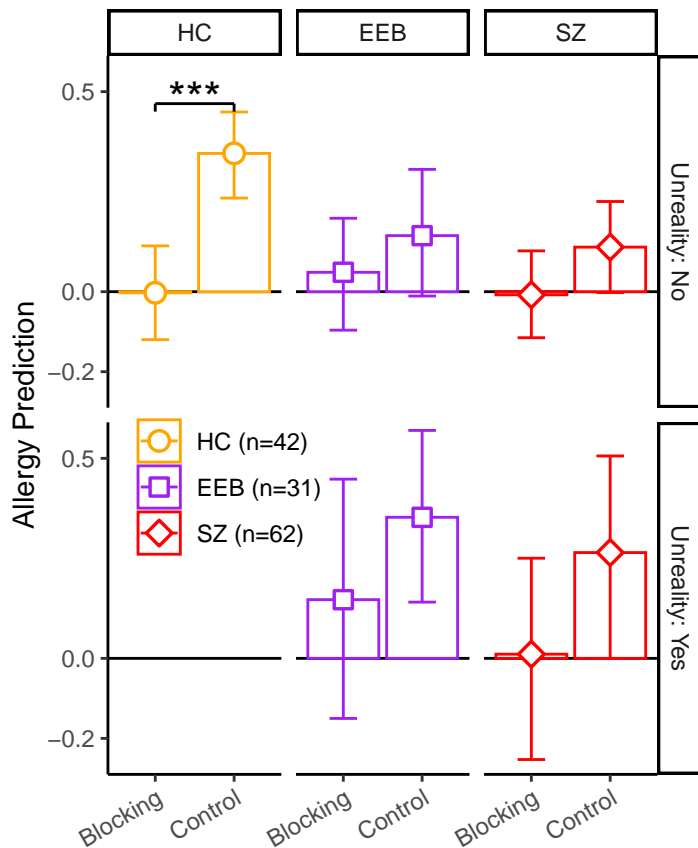 HC
EEB
SZ
***
0.5
0.0
−0.2
Unreality: No
Allergy Prediction
HC (n=42)
EEB (n=31)
SZ (n=62)
0.5
0.0
−0.2
Unreality: Yes
Blocking
Control
Blocking
Control
Blocking
Control